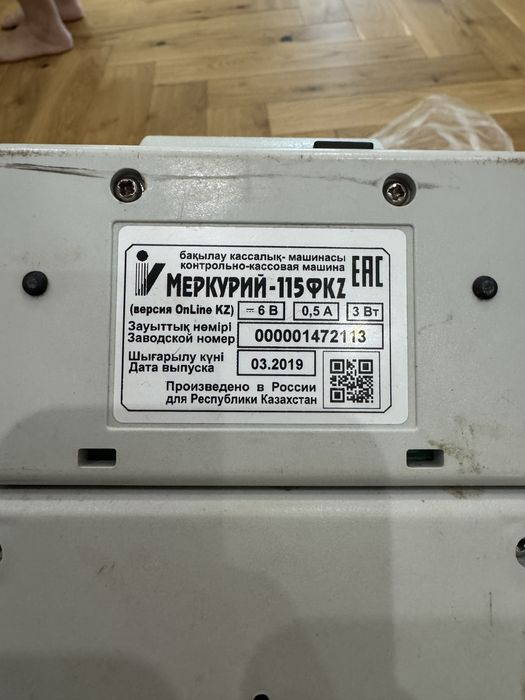 бақылау кассалық- машинасы
контрольно-кассовая машина
EAC
МЕРКУРИЙ-115ФKZ
(версия OnLine KZ) ⎓ 6 В 0,5 А 3 Вт
Зауыттық нөмірі
Заводской номер 000001472113
Шығарылу күні
Дата выпуска 03.2019
Произведено в России
для Республики Казахстан